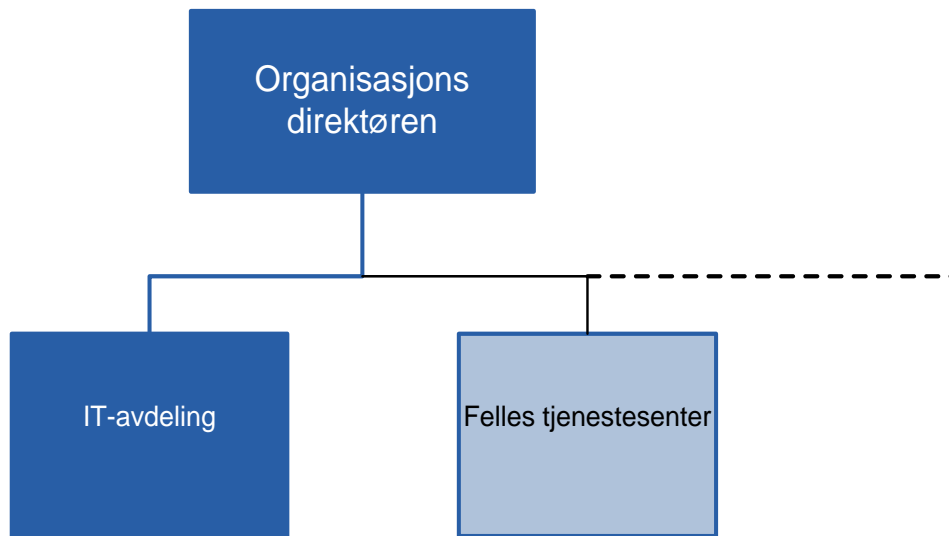 Organisasjons
direktøren
IT-avdeling
Felles tjenestesenter